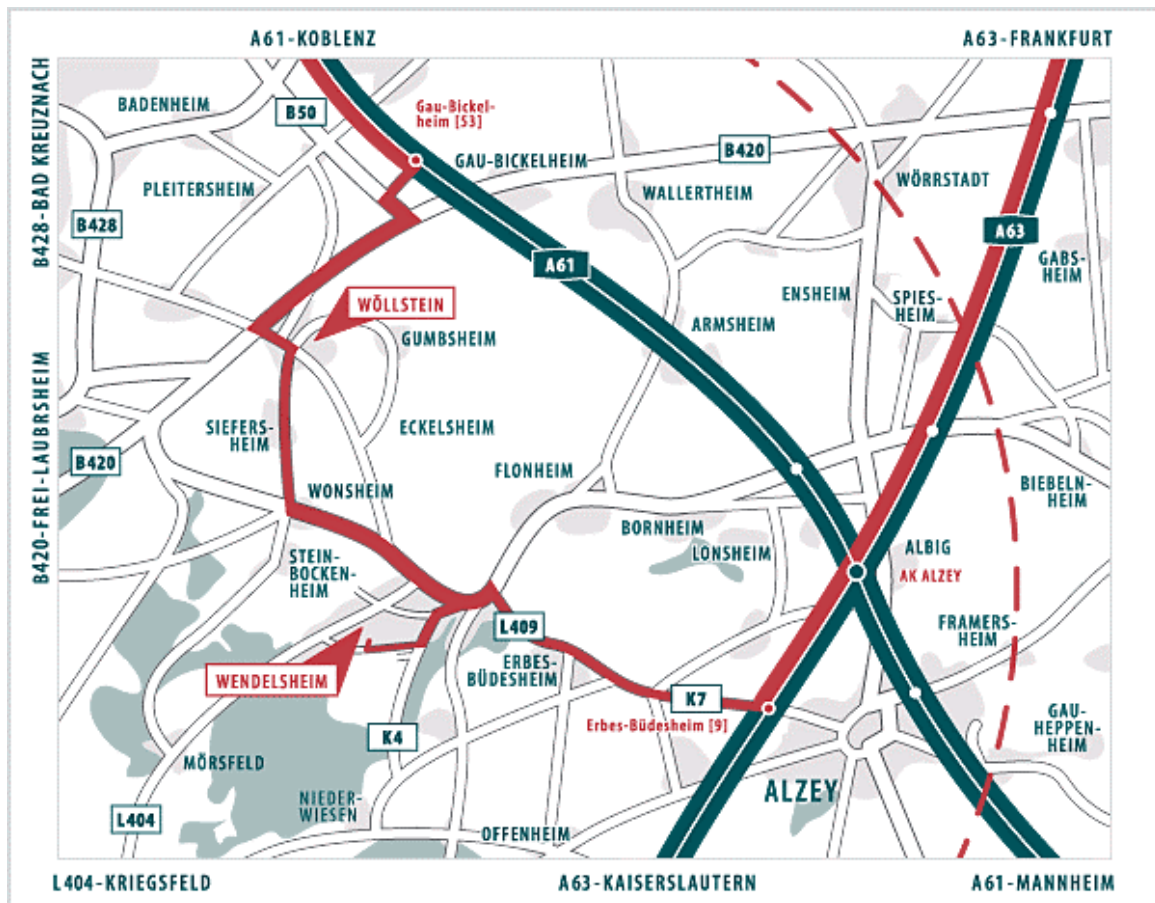 A61-KOBLENZ
A63-FRANKFURT
B428-BAD KREUZNACH
BADENHEIM
B50
Gau-Bickel-
heim [53]
GAU-BICKELHEIM
B420
PLEITERSHEIM
WALLERTHEIM
WÖRRSTADT
B428
A63
A61
GABS-
HEIM
ENSHEIM
SPIES-
HEIM
WÖLLSTEIN
GUMBSHEIM
ARMSHEIM
B420-FREI-LAUBRSHEIM
SIEFERS-
HEIM
ECKELSHEIM
B420
FLONHEIM
WONSHEIM
BIEBELN-
HEIM
BORNHEIM
LONSHEIM
ALBIG
AK ALZEY
STEIN-
BOCKEN-
HEIM
L409
FRAMERS-
HEIM
WENDELSHEIM
ERBES-
BÜDESHEIM
K7
Erbes-Büdesheim [9]
K4
GAU-
HEPPEN-
HEIM
MÖRSFELD
ALZEY
NIEDER-
WIESEN
L404
OFFENHEIM
L404-KRIEGSFELD
A63-KAISERSLAUTERN
A61-MANNHEIM